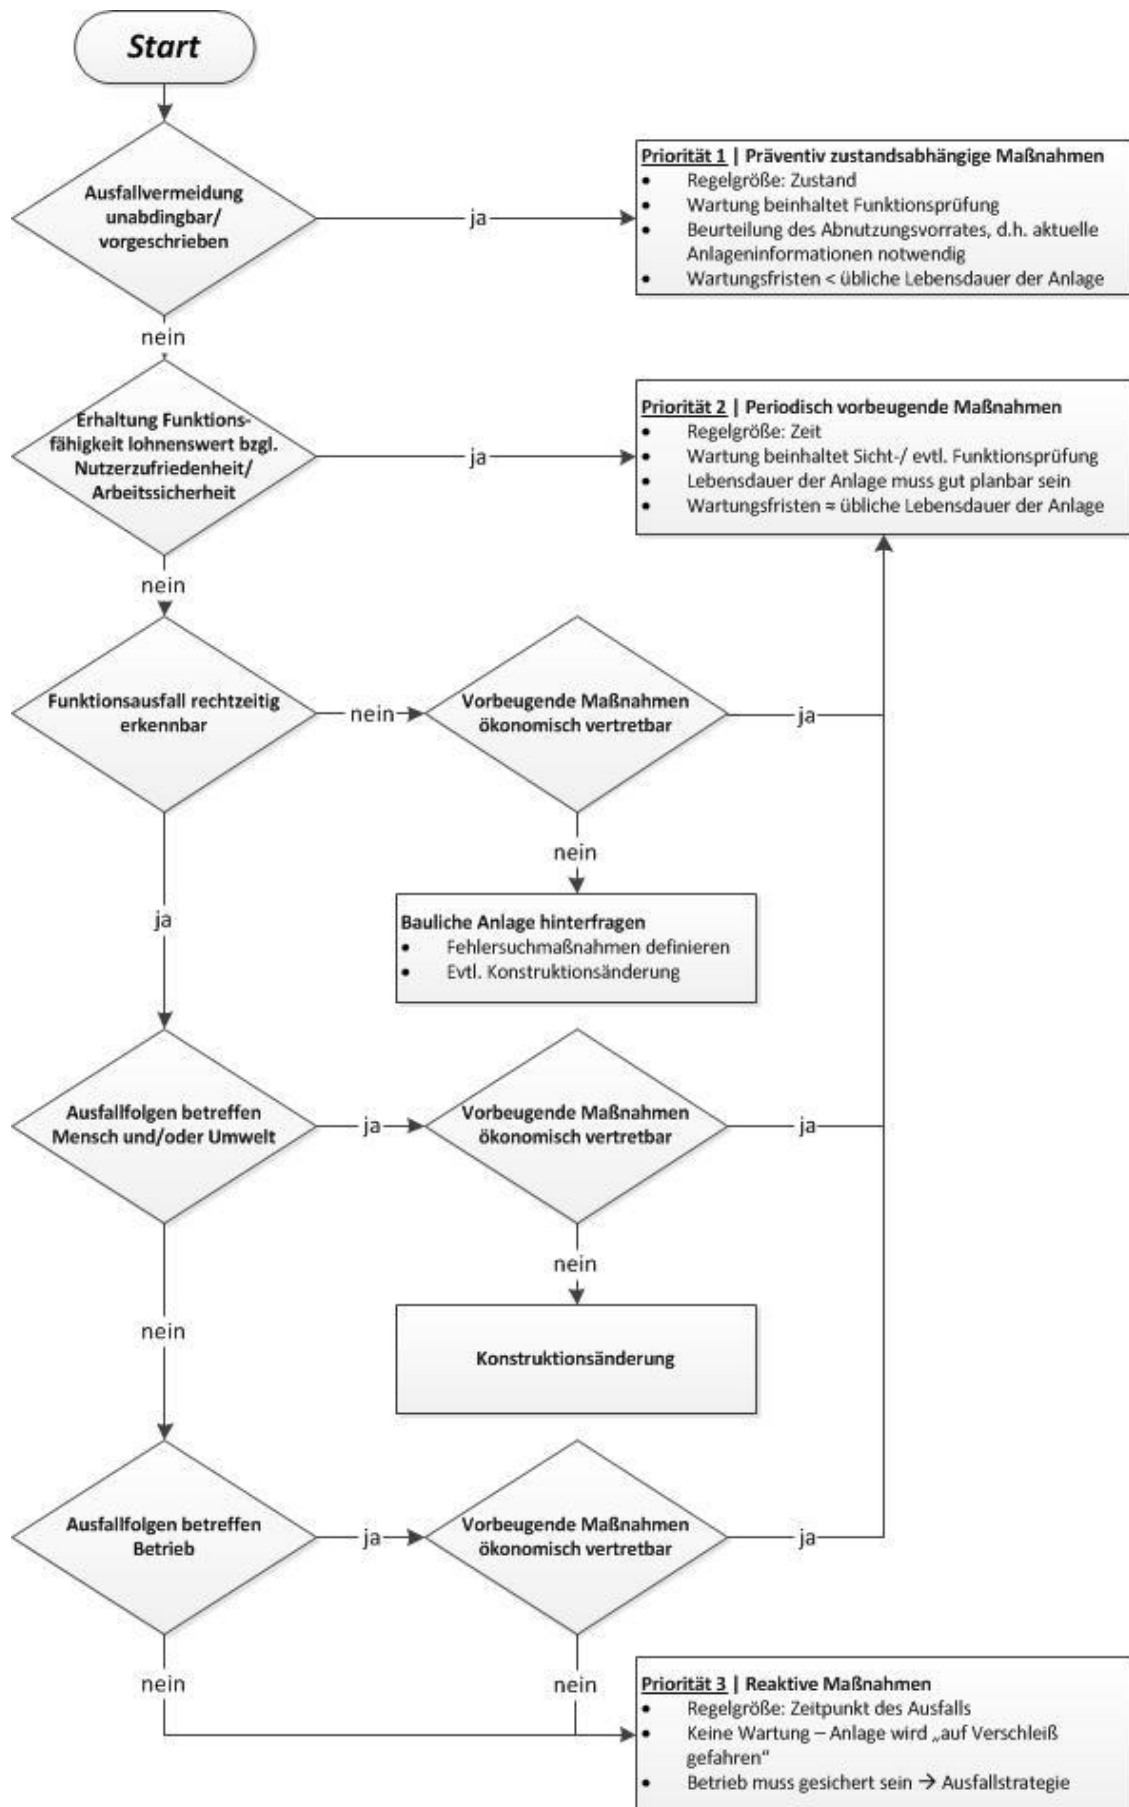 Start
Ausfallvermeidung
unabdingbar/
vorgeschrieben
ja
Priorität 1 | Präventiv zustandsabhängige Maßnahmen
• Regelgröße: Zustand
• Wartung beinhaltet Funktionsprüfung
• Beurteilung des Abnutzungsvorrates, d.h. aktuelle
Anlageninformationen notwendig
• Wartungsfristen < übliche Lebensdauer der Anlage
nein
Erhaltung Funktions-
fähigkeit lohnenswert bzgl.
Nutzerzufriedenheit/
Arbeitssicherheit
ja
Priorität 2 | Periodisch vorbeugende Maßnahmen
• Regelgröße: Zeit
• Wartung beinhaltet Sicht-/ evtl. Funktionsprüfung
• Lebensdauer der Anlage muss gut planbar sein
• Wartungsfristen ≈ übliche Lebensdauer der Anlage
nein
Funktionsausfall rechtzeitig
erkennbar
nein
Vorbeugende Maßnahmen
ökonomisch vertretbar
ja
nein
Bauliche Anlage hinterfragen
• Fehlersuchmaßnahmen definieren
• Evtl. Konstruktionsänderung
ja
Ausfallfolgen betreffen
Mensch und/oder Umwelt
ja
Vorbeugende Maßnahmen
ökonomisch vertretbar
ja
nein
Konstruktionsänderung
nein
Ausfallfolgen betreffen
Betrieb
ja
Vorbeugende Maßnahmen
ökonomisch vertretbar
ja
nein
nein
Priorität 3 | Reaktive Maßnahmen
• Regelgröße: Zeitpunkt des Ausfalls
• Keine Wartung – Anlage wird „auf Verschleiß
gefahren“
• Betrieb muss gesichert sein → Ausfallstrategie